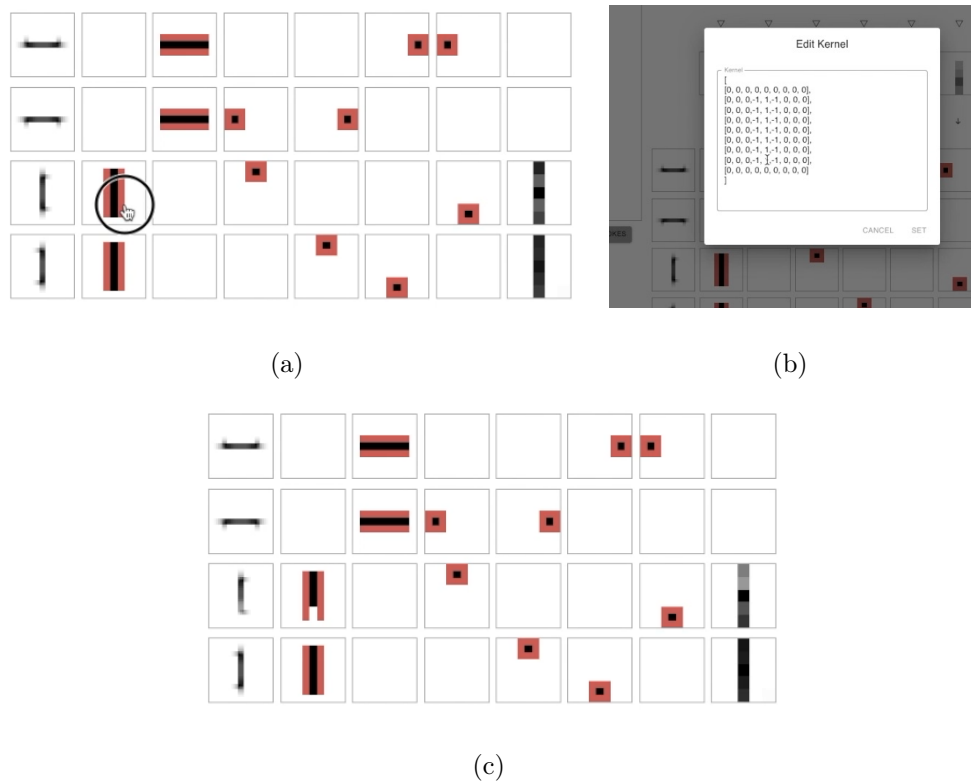 Edit Kernel
Kernel
[
[0, 0, 0, 0, 0, 0, 0, 0, 0],
[0, 0, 0,-1, 1,-1, 0, 0, 0],
[0, 0, 0,-1, 1,-1, 0, 0, 0],
[0, 0, 0,-1, 1,-1, 0, 0, 0],
[0, 0, 0,-1, 1,-1, 0, 0, 0],
[0, 0, 0,-1, 1,-1, 0, 0, 0],
[0, 0, 0,-1, 1,-1, 0, 0, 0],
[0, 0, 0,-1, 1,-1, 0, 0, 0],
[0, 0, 0, 0, 0, 0, 0, 0, 0]
]
CANCEL SET
(a)
(b)
(c)